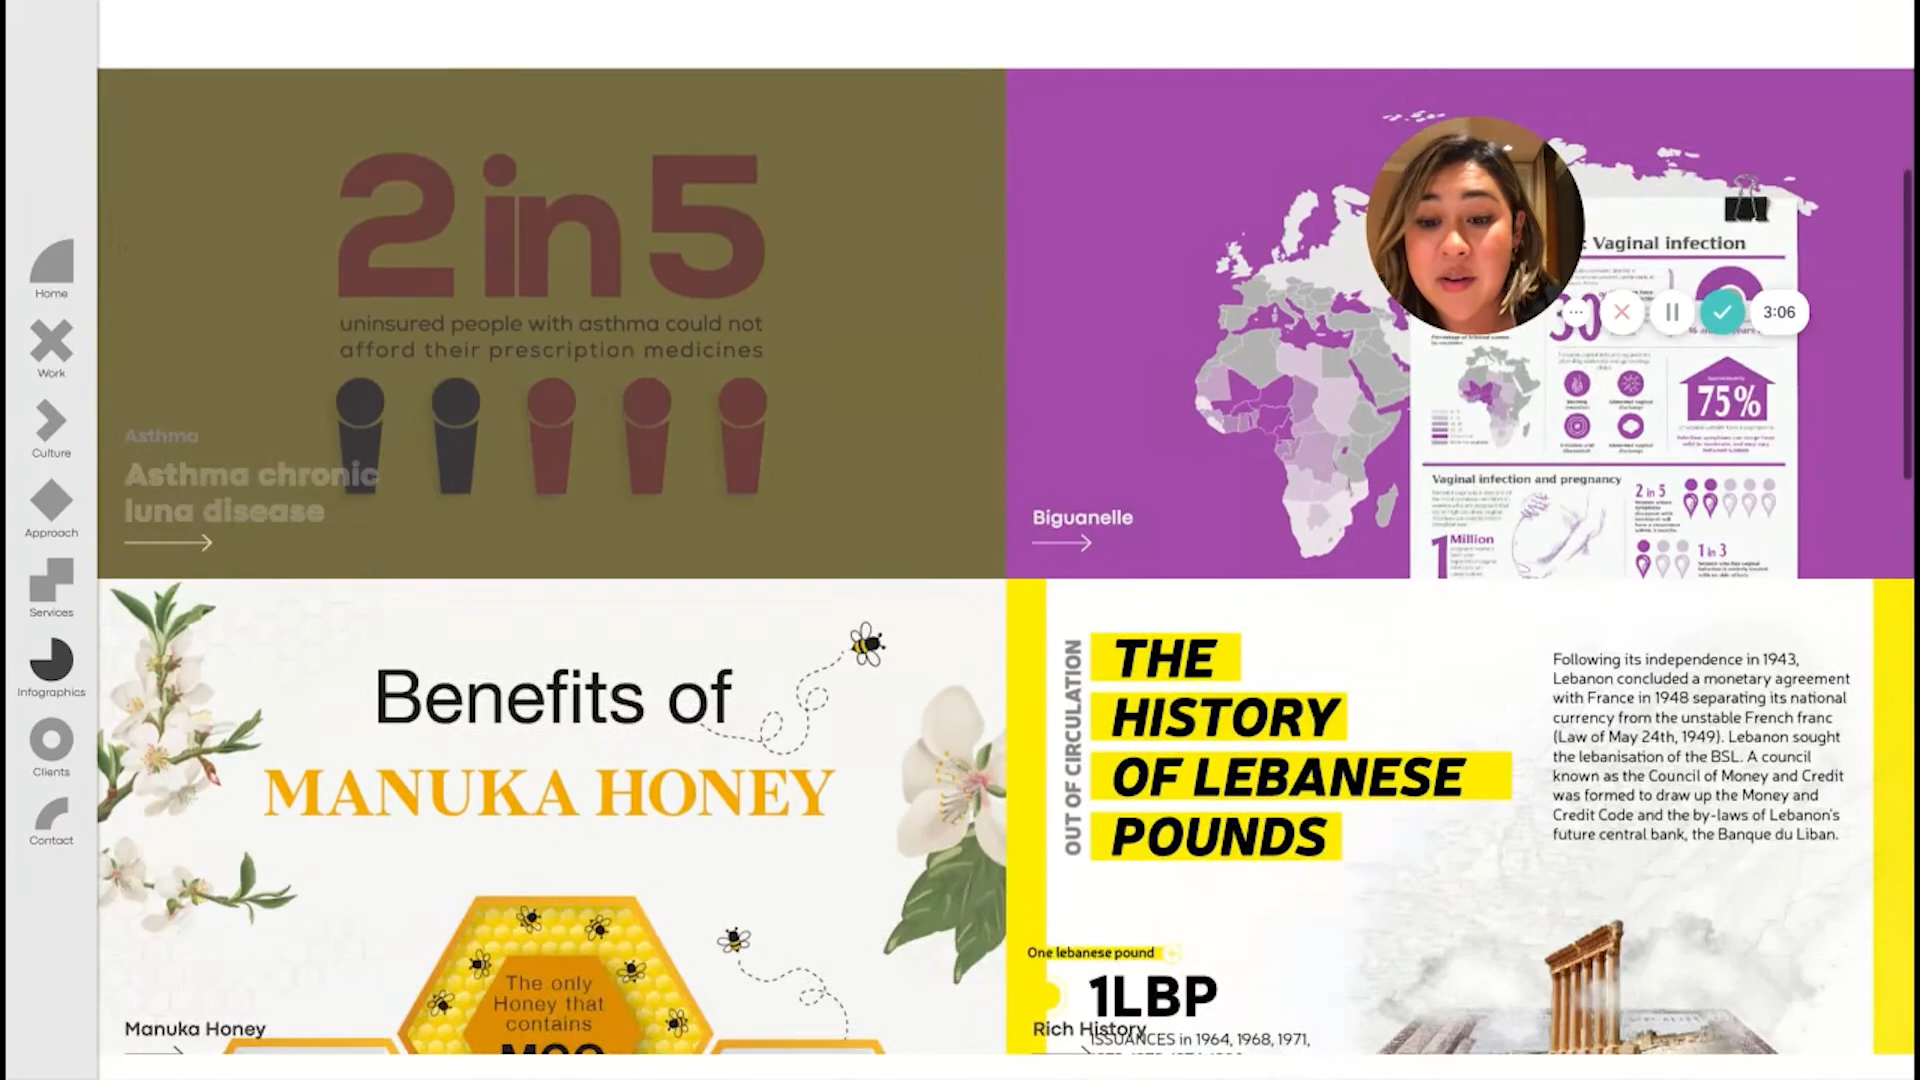 Home
Work
Culture
Approach
Services
Infographics
Clients
Contact
2 in 5
uninsured people with asthma could not
afford their prescription medicines
Asthma
Asthma chronic
luna disease
: Vaginal infection
3:06
75%
Vaginal infection and pregnancy
2 in 5
1 Million
1 in 3
Biguanelle
Benefits of
MANUKA HONEY
The only
Honey that
contains
Manuka Honey
OUT OF CIRCULATION
THE
HISTORY
OF LEBANESE
POUNDS
Following its independence in 1943,
Lebanon concluded a monetary agreement
with France in 1948 separating its national
currency from the unstable French franc
(Law of May 24th, 1949). Lebanon sought
the lebanisation of the BSL. A council
known as the Council of Money and Credit
was formed to draw up the Money and
Credit Code and the by-laws of Lebanon's
future central bank, the Banque du Liban.
One lebanese pound
1LBP
Rich History
ISSUANCES in 1964, 1968, 1971,